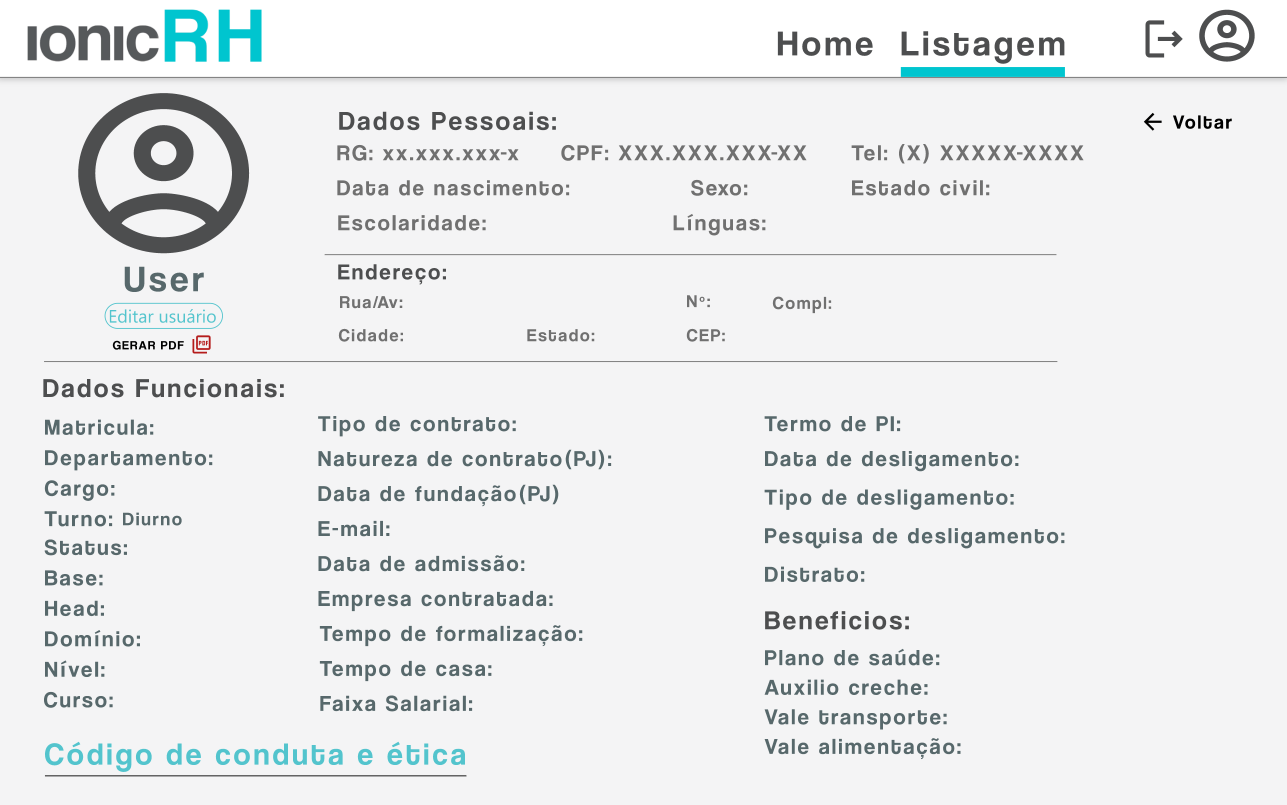 ionicRH
Home Listagem
Voltar
User
Editar usuário
GERAR PDF PDF
Dados Pessoais:
RG: xx.xxx.xxx-x CPF: XXX.XXX.XXX-XX Tel: (X) XXXXX-XXXX
Data de nascimento: Sexo: Estado civil:
Escolaridade: Línguas:
Endereço:
Rua/Av: N°: Compl:
Cidade: Estado: CEP:
Dados Funcionais:
Matricula:
Departamento:
Cargo:
Turno: Diurno
Status:
Base:
Head:
Domínio:
Nível:
Curso:
Tipo de contrato:
Natureza de contrato(PJ):
Data de fundação(PJ)
E-mail:
Data de admissão:
Empresa contratada:
Tempo de formalização:
Tempo de casa:
Faixa Salarial:
Termo de PI:
Data de desligamento:
Tipo de desligamento:
Pesquisa de desligamento:
Distrato:
Beneficios:
Plano de saúde:
Auxilio creche:
Vale transporte:
Vale alimentação:
Código de conduta e ética